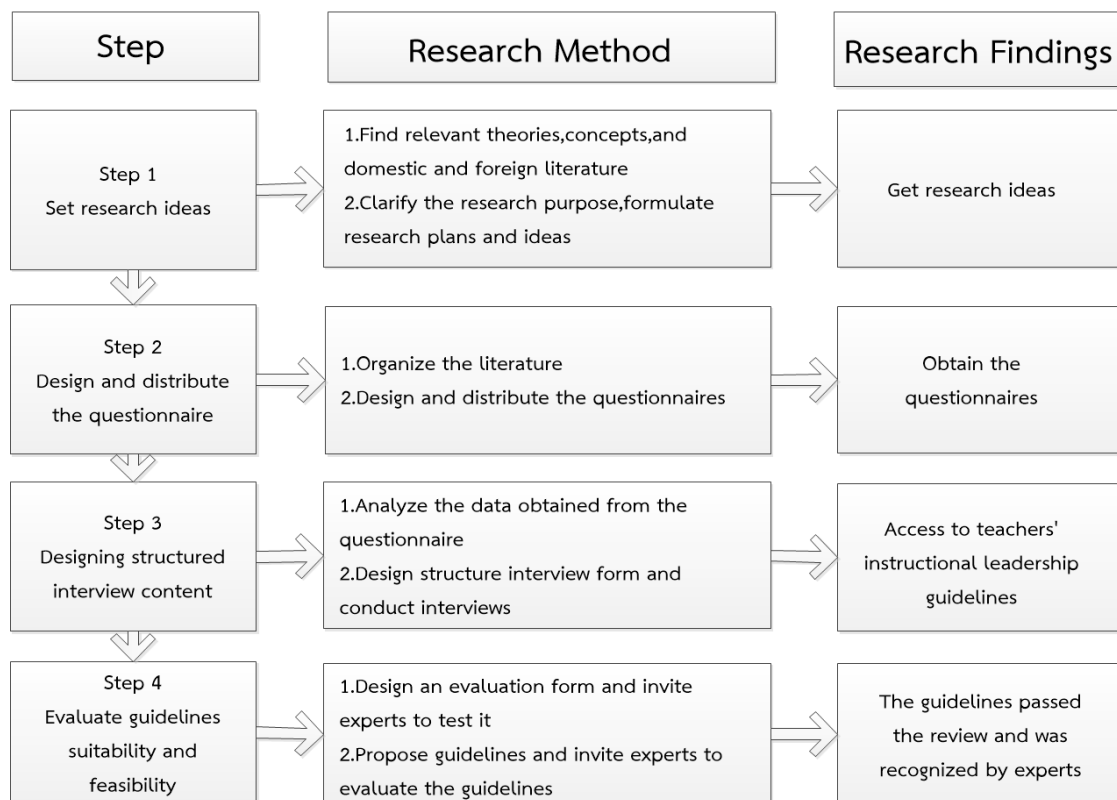 Step
Research Method
Research Findings
Step 1
Set research ideas
1.Find relevant theories,concepts,and
domestic and foreign literature
2.Clarify the research purpose,formulate
research plans and ideas
Get research ideas
Step 2
Design and distribute
the questionnaire
1.Organize the literature
2.Design and distribute the questionnaires
Obtain the
questionnaires
Step 3
Designing structured
interview content
1.Analyze the data obtained from the
questionnaire
2.Design structure interview form and
conduct interviews
Access to teachers'
instructional leadership
guidelines
Step 4
Evaluate guidelines
suitability and
feasibility
1.Design an evaluation form and invite
experts to test it
2.Propose guidelines and invite experts to
evaluate the guidelines
The guidelines passed
the review and was
recognized by experts